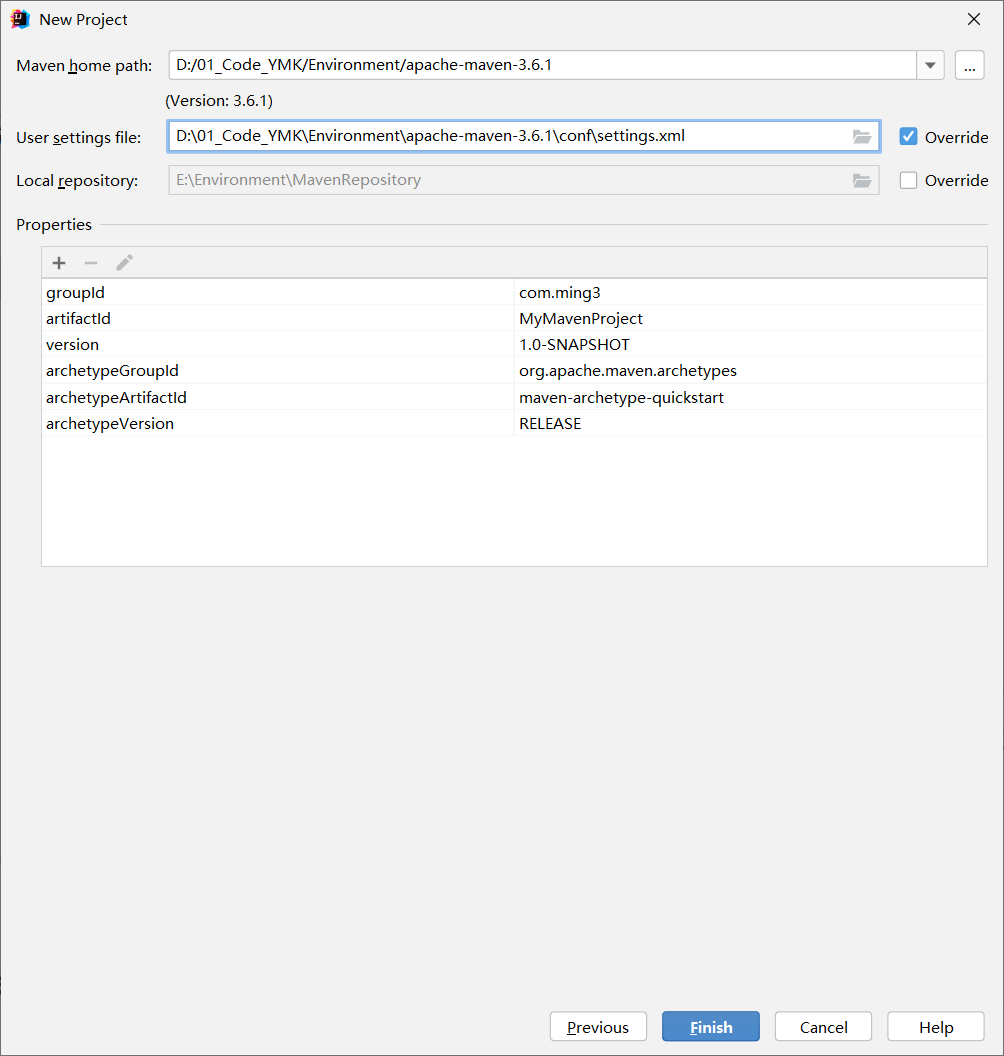 New Project
Maven home path: D:/01_Code_YMK/Environment/apache-maven-3.6.1 ...
(Version: 3.6.1)
User settings file: D:\01_Code_YMK\Environment\apache-maven-3.6.1\conf\settings.xml Override
Local repository: E:\Environment\MavenRepository Override
Properties
groupId com.ming3
artifactId MyMavenProject
version 1.0-SNAPSHOT
archetypeGroupId org.apache.maven.archetypes
archetypeArtifactId maven-archetype-quickstart
archetypeVersion RELEASE
Previous Finish Cancel Help